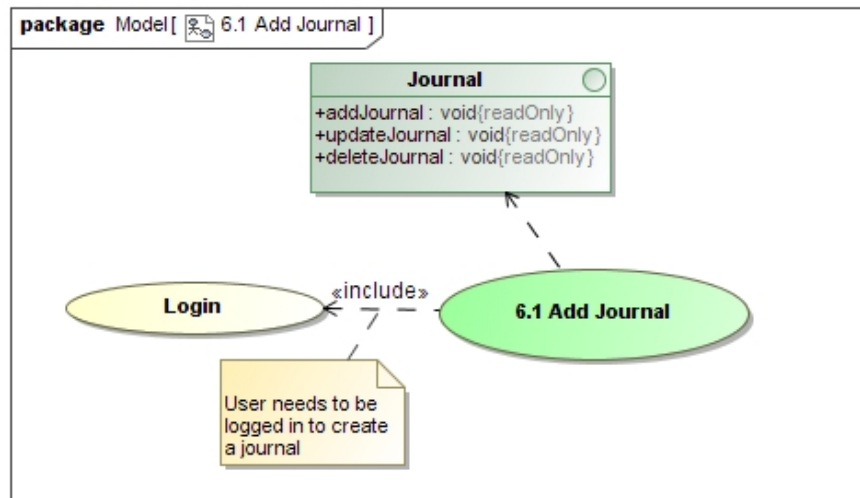 package Model [ 6.1 Add Journal ]
Journal
+addJournal : void{readOnly}
+updateJournal : void{readOnly}
+deleteJournal : void{readOnly}
«include»
Login
6.1 Add Journal
User needs to be
logged in to create
a journal